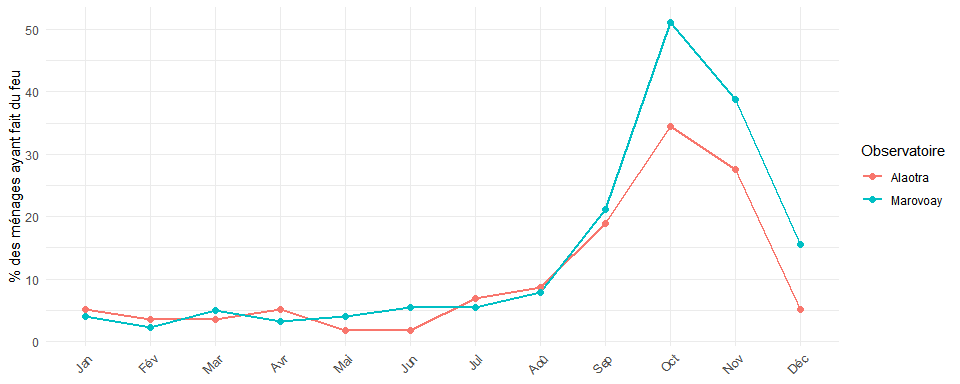 % des ménages ayant fait du feu
50
40
30
20
10
0
Jan
Fév
Mar
Avr
Mai
Jun
Jul
Aoû
Sep
Oct
Nov
Déc
Observatoire
Alaotra
Marovoay